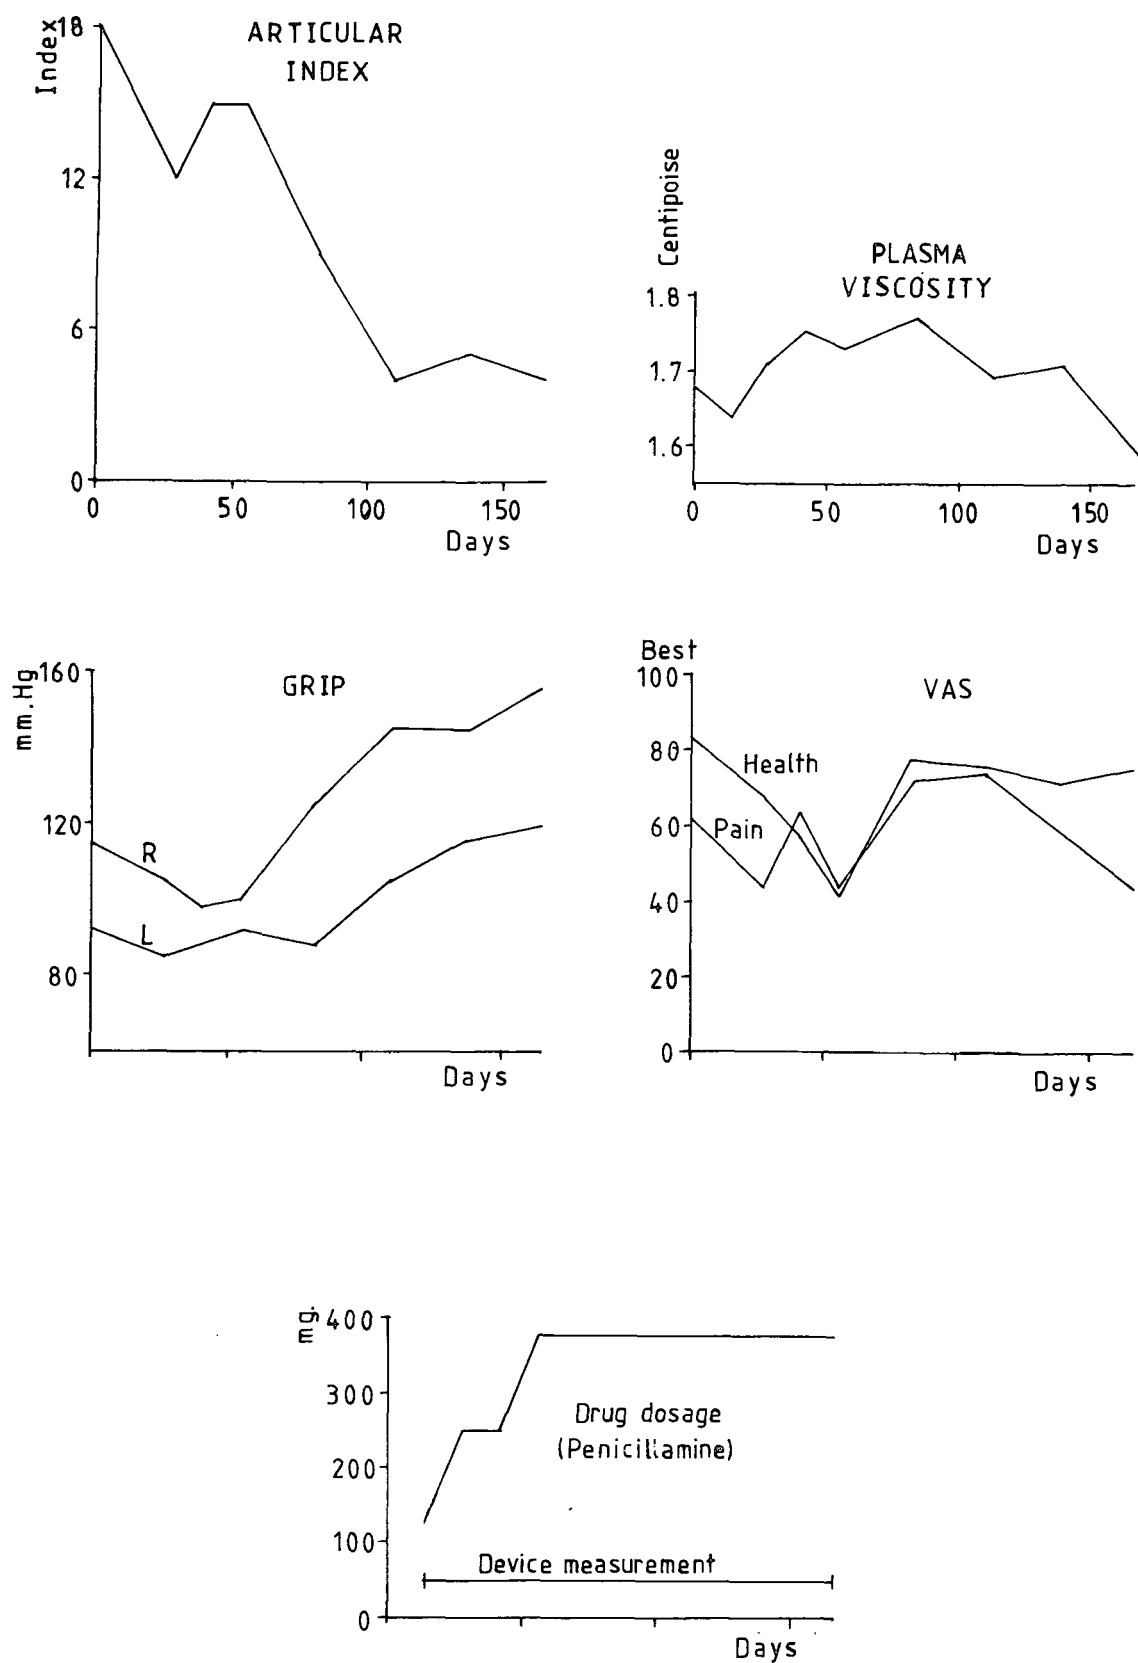 ARTICULAR
INDEX
Index
18
12
6
0
0 50 100 150
Days
PLASMA
VISCOSITY
Centipoise
1.8
1.7
1.6
0 50 100 150
Days
GRIP
mm.Hg
160
120
80
R
L
Days
VAS
Best
100
80
60
40
20
0
Health
Pain
Days
mg.
400
300
200
100
0
Drug dosage
(Penicillamine)
Device measurement
Days